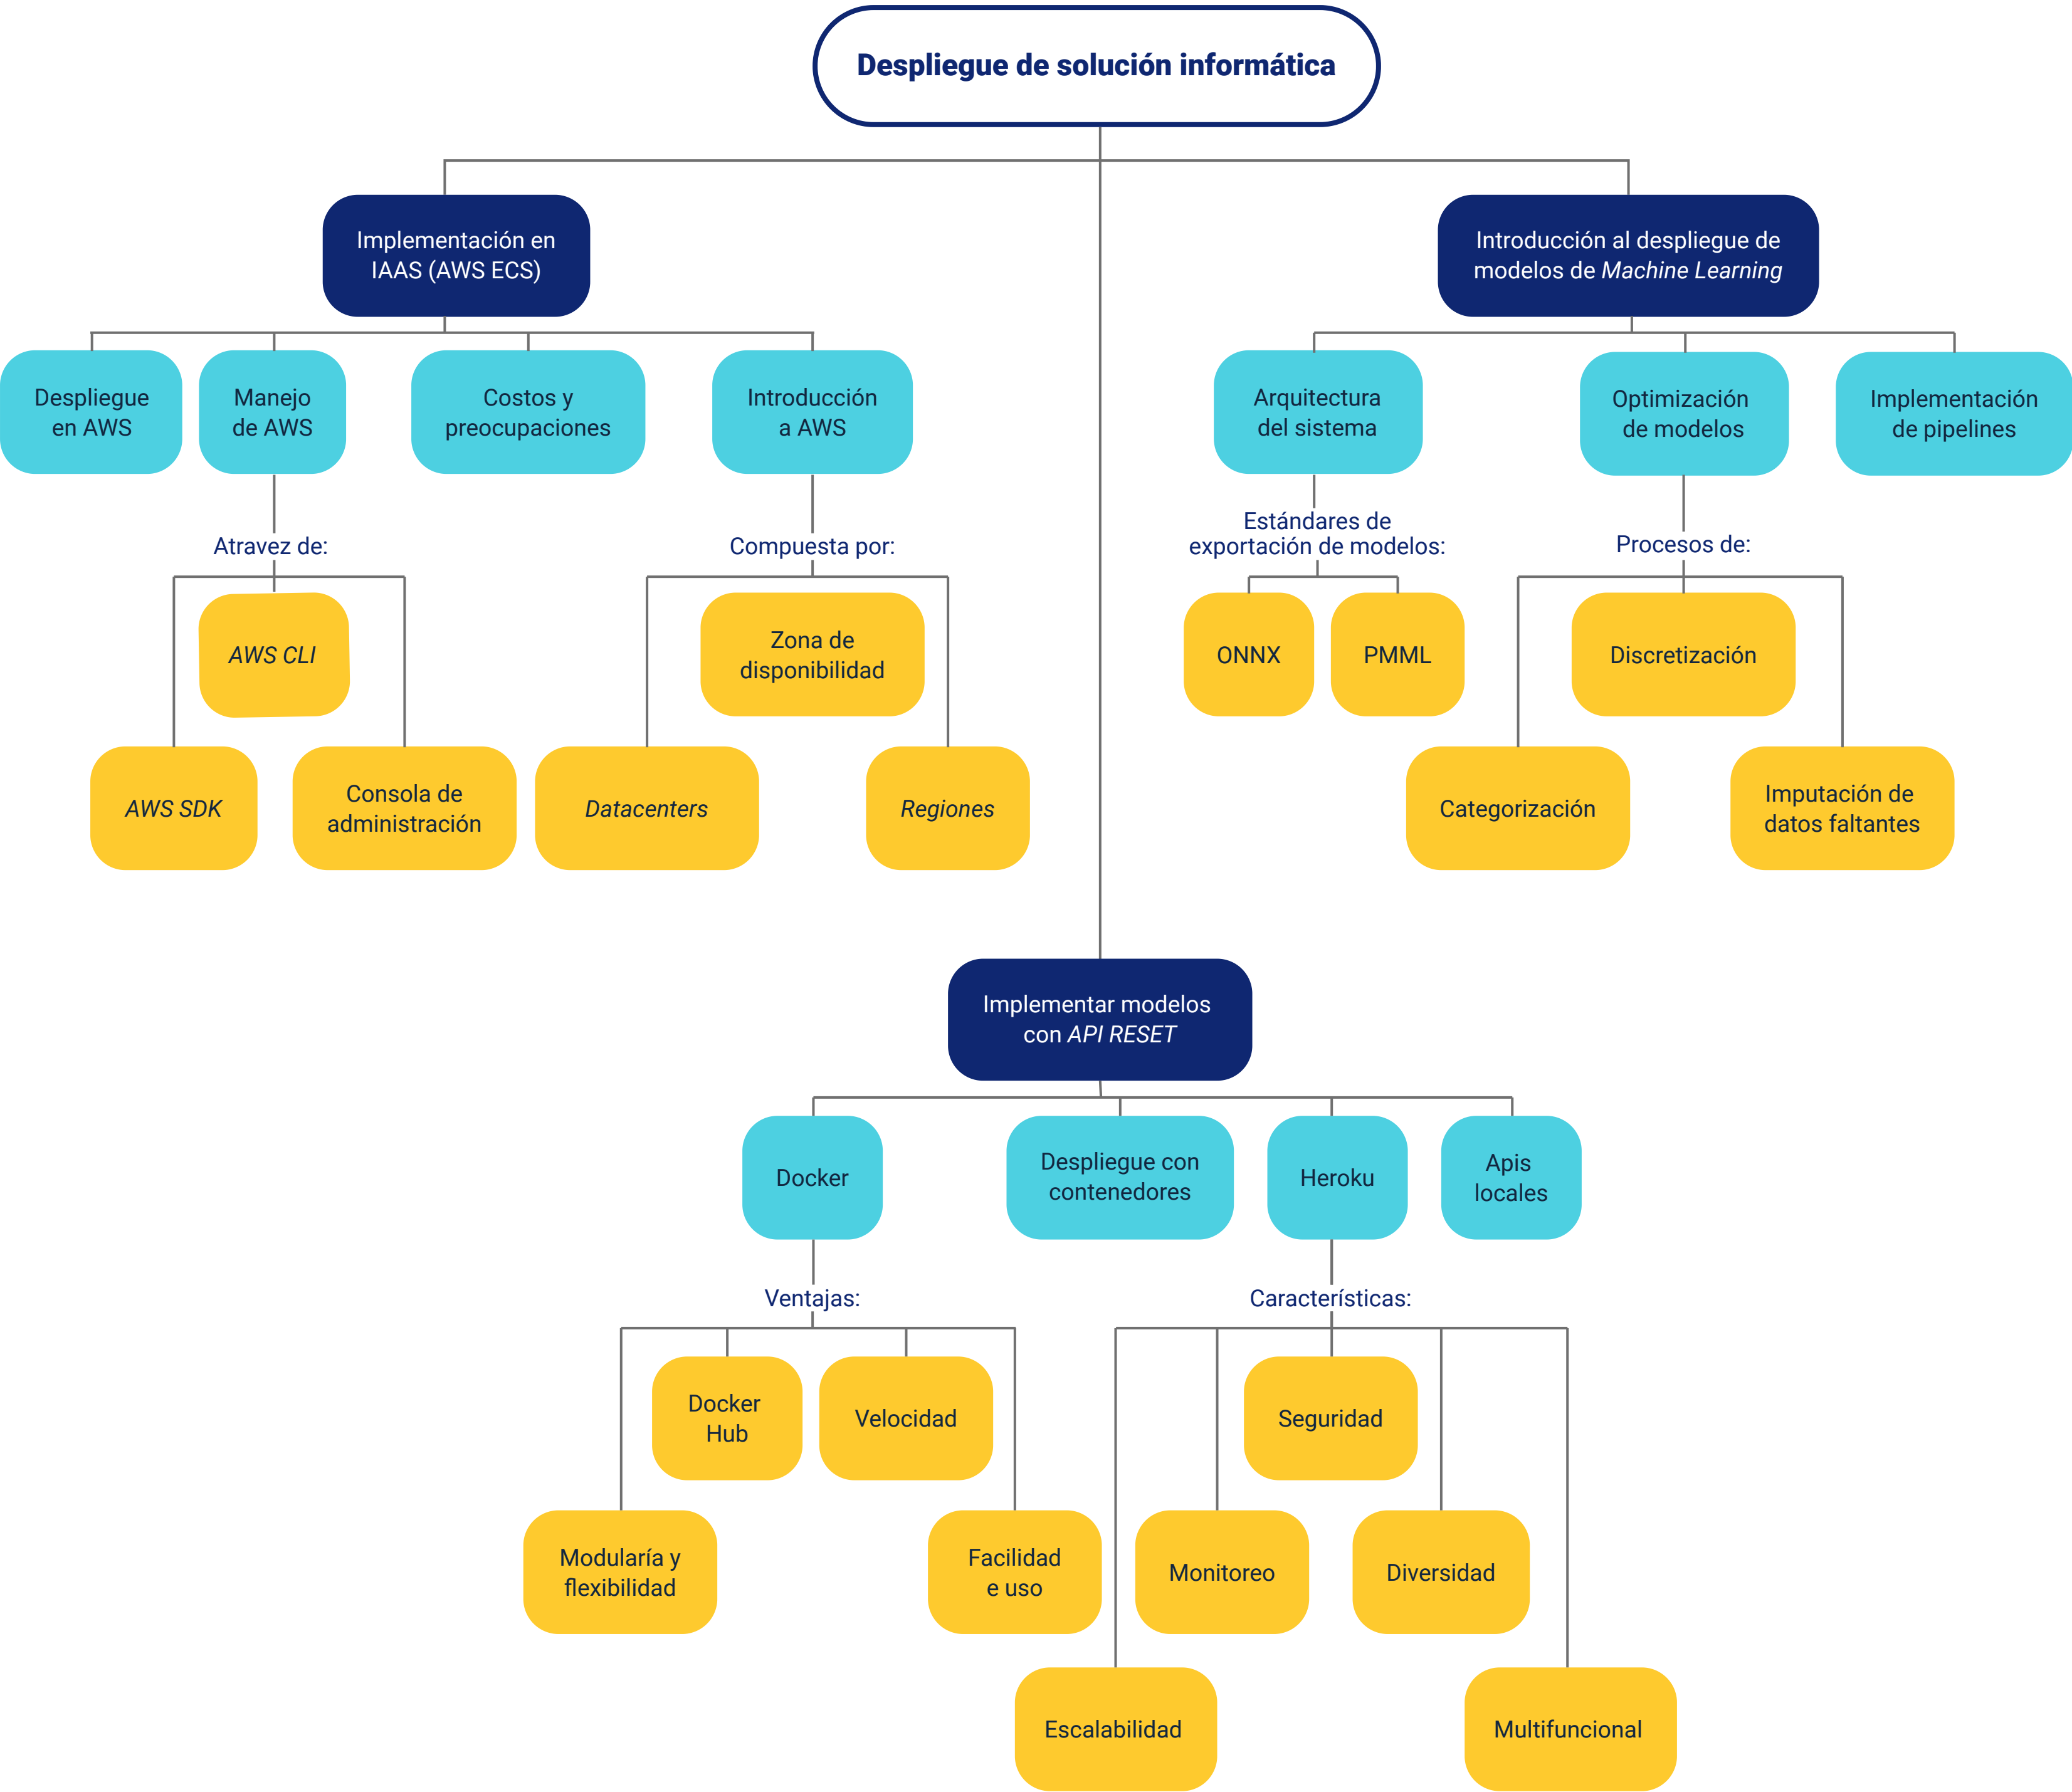 Despliegue de solución informática
Implementación en
IAAS (AWS ECS)
Introducción al despliegue de
modelos de Machine Learning
Despliegue
en AWS
Manejo
de AWS
Costos y
preocupaciones
Introducción
a AWS
Arquitectura
del sistema
Optimización
de modelos
Implementación
de pipelines
Atravez de:
Compuesta por:
Estándares de
exportación de modelos:
Procesos de:
AWS CLI
Zona de
disponibilidad
ONNX
PMML
Discretización
AWS SDK
Consola de
administración
Datacenters
Regiones
Categorización
Imputación de
datos faltantes
Implementar modelos
con API RESET
Docker
Despliegue con
contenedores
Heroku
Apis
locales
Ventajas:
Características:
Docker
Hub
Velocidad
Seguridad
Modularía y
flexibilidad
Facilidad
e uso
Monitoreo
Diversidad
Escalabilidad
Multifuncional